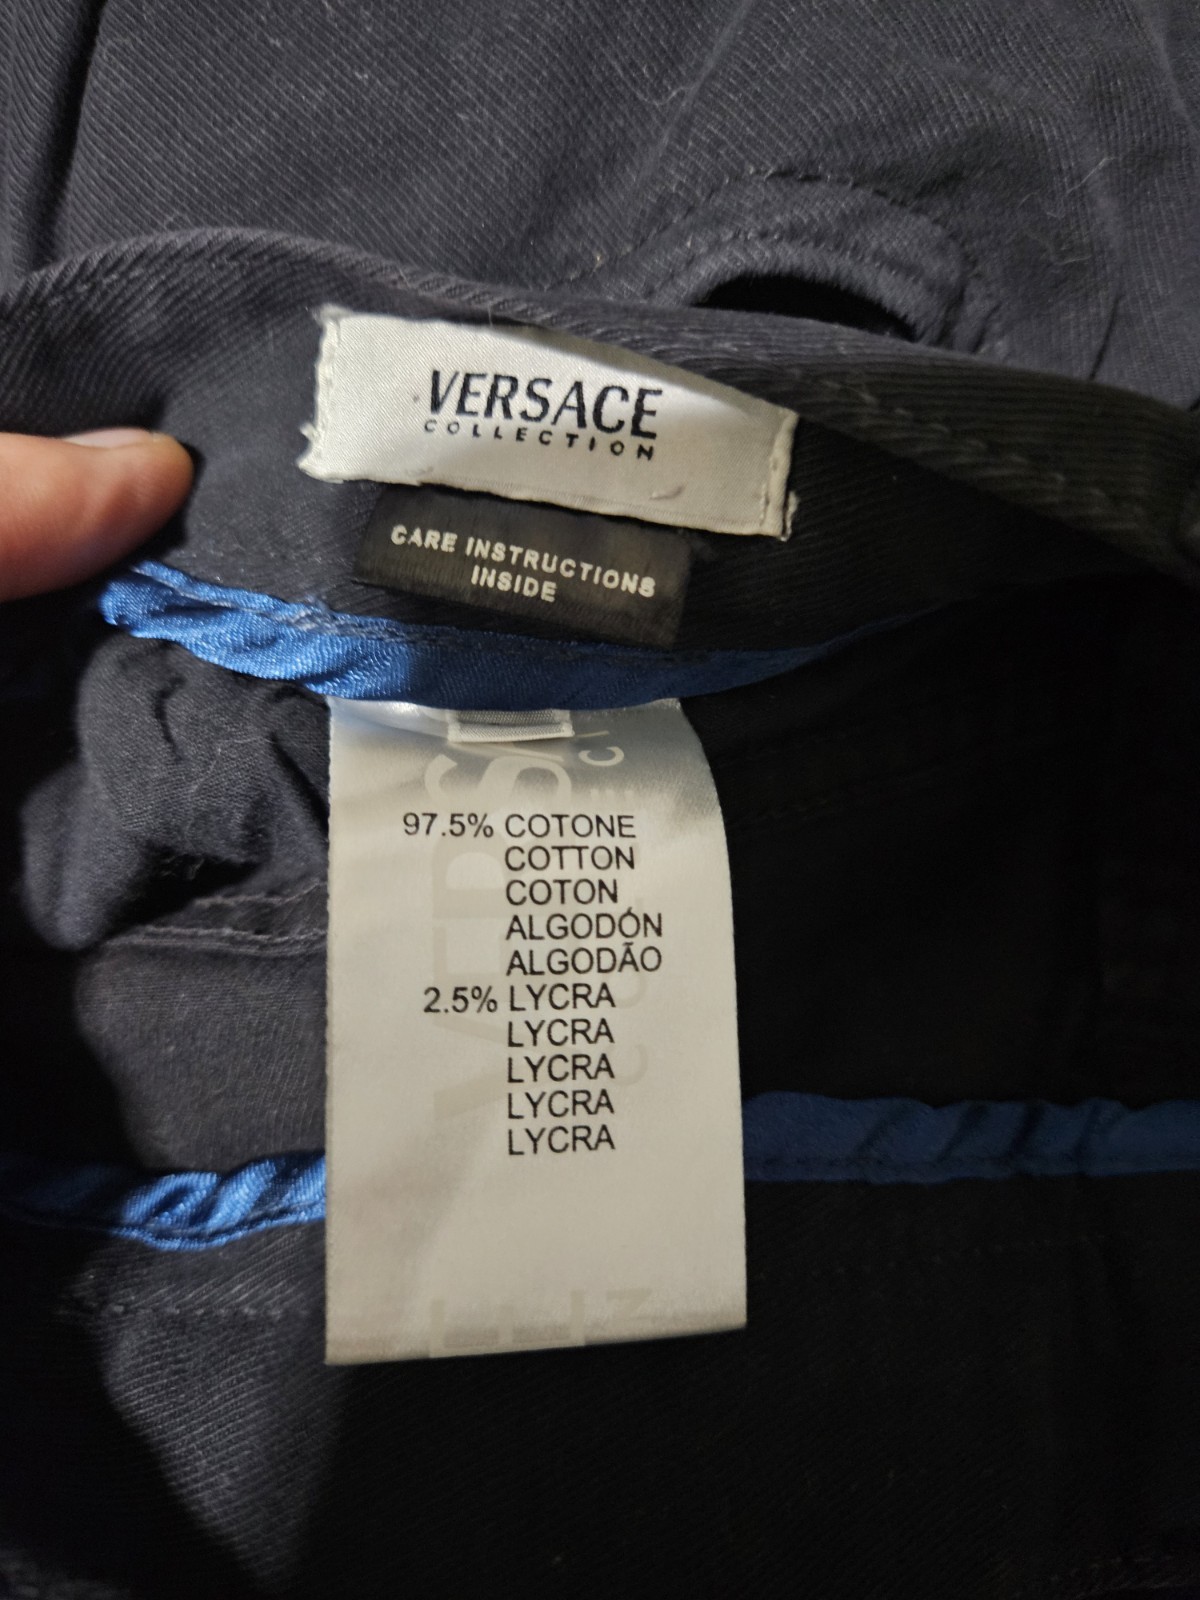 VERSACE
COLLECTION
CARE INSTRUCTIONS
INSIDE
97.5% COTONE
COTTON
COTON
ALGODÓN
ALGODÃO
2.5% LYCRA
LYCRA
LYCRA
LYCRA
LYCRA